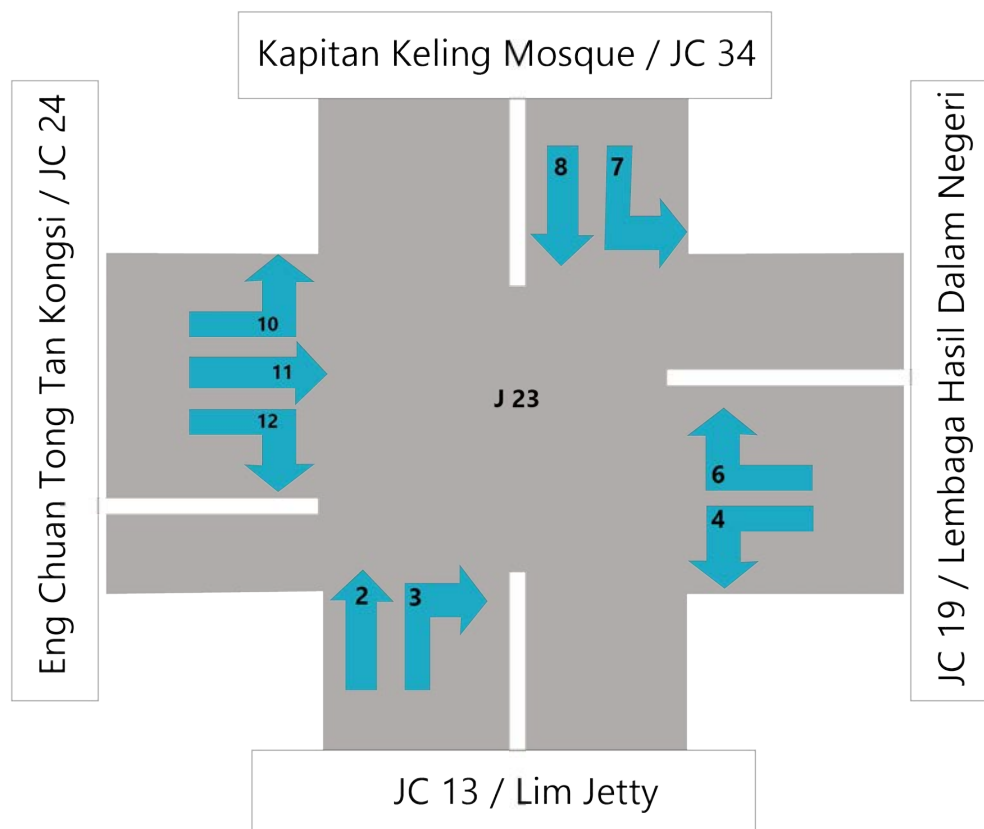 Kapitan Keling Mosque / JC 34
Eng Chuan Tong Tan Kongsi / JC 24
JC 19 / Lembaga Hasil Dalam Negeri
8
7
10
11
12
J 23
6
4
2
3
JC 13 / Lim Jetty